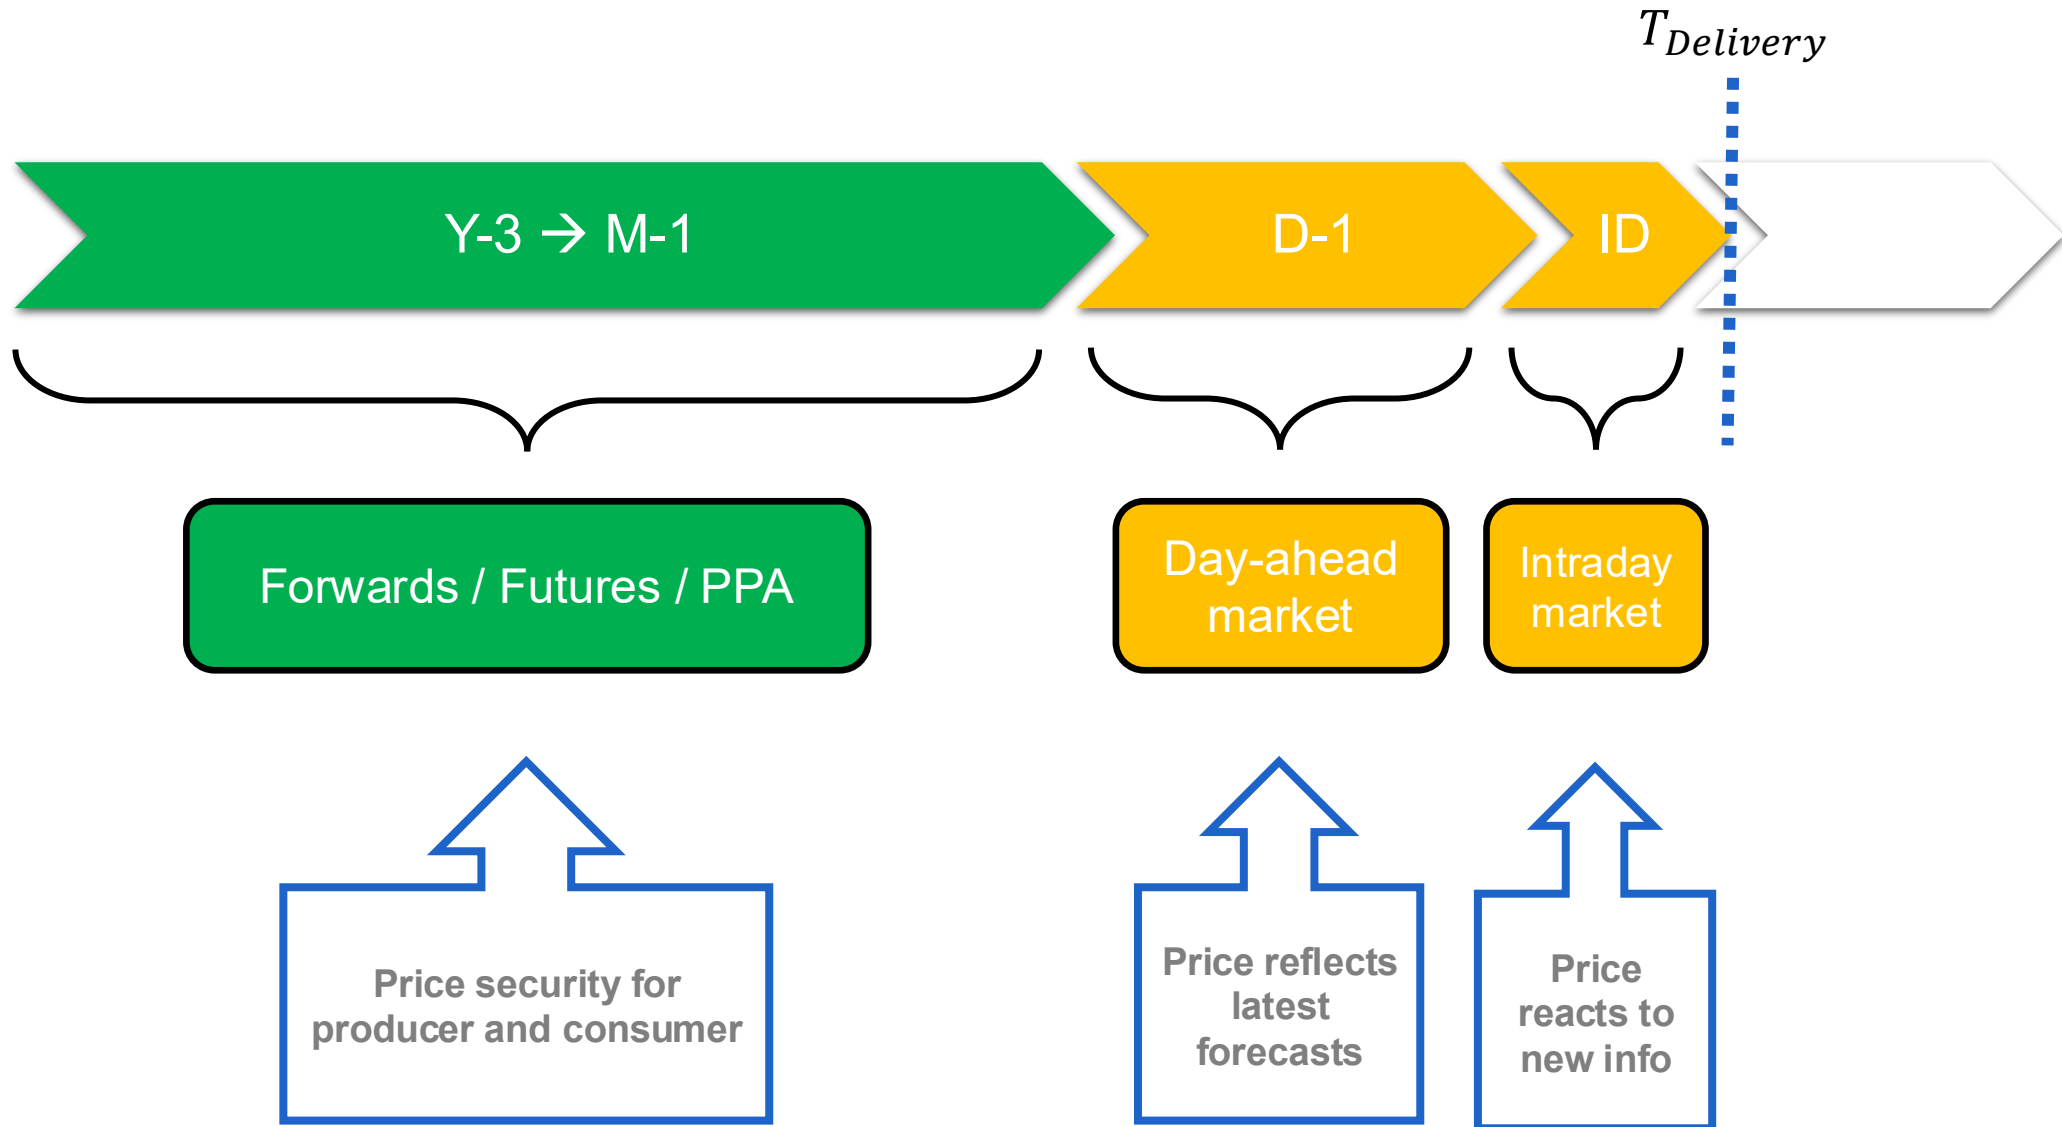 T_Delivery
Y-3 → M-1
D-1
ID
Forwards / Futures / PPA
Day-ahead
market
Intraday
market
Price security for
producer and consumer
Price reflects
latest
forecasts
Price
reacts to
new info